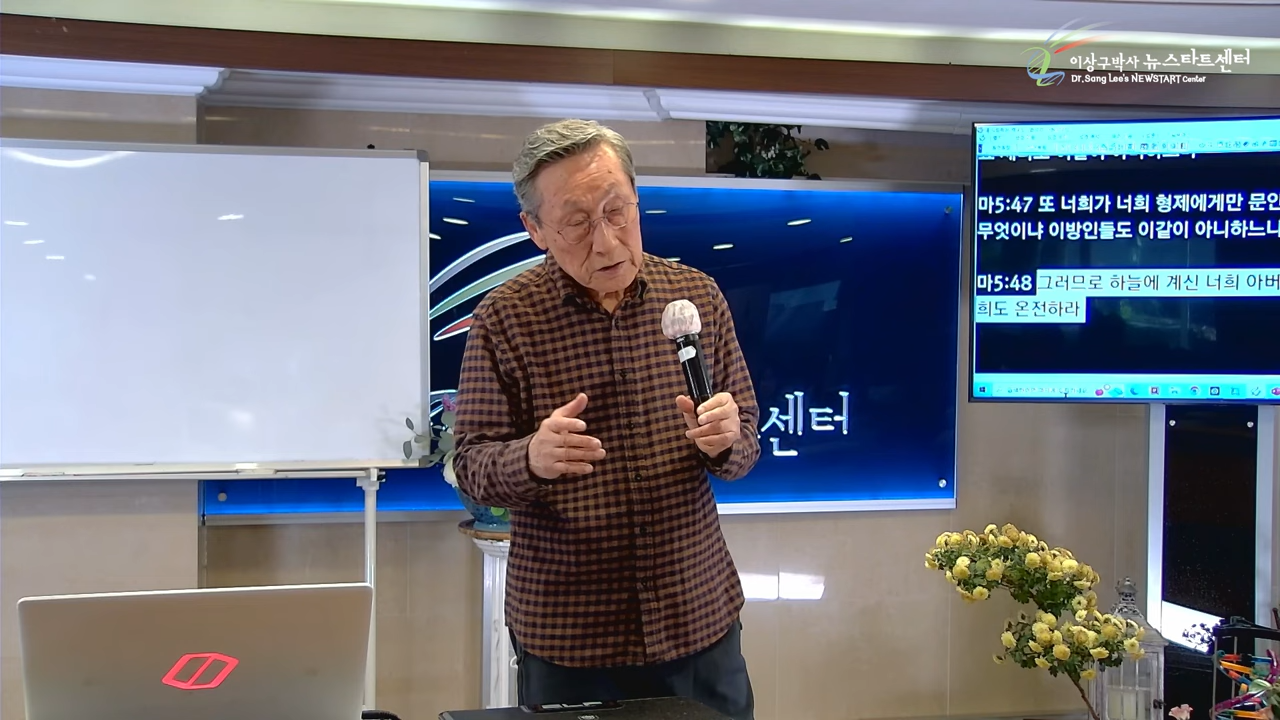 이상구박사 뉴스타트센터
Dr. Sang Lee's NEWSTART Center
마5:47 또 너희가 너희 형제에게만 문안
무엇이냐 이방인들도 이같이 아니하느냐
마5:48 그러므로 하늘에 계신 너희 아버
희도 온전하라
센터